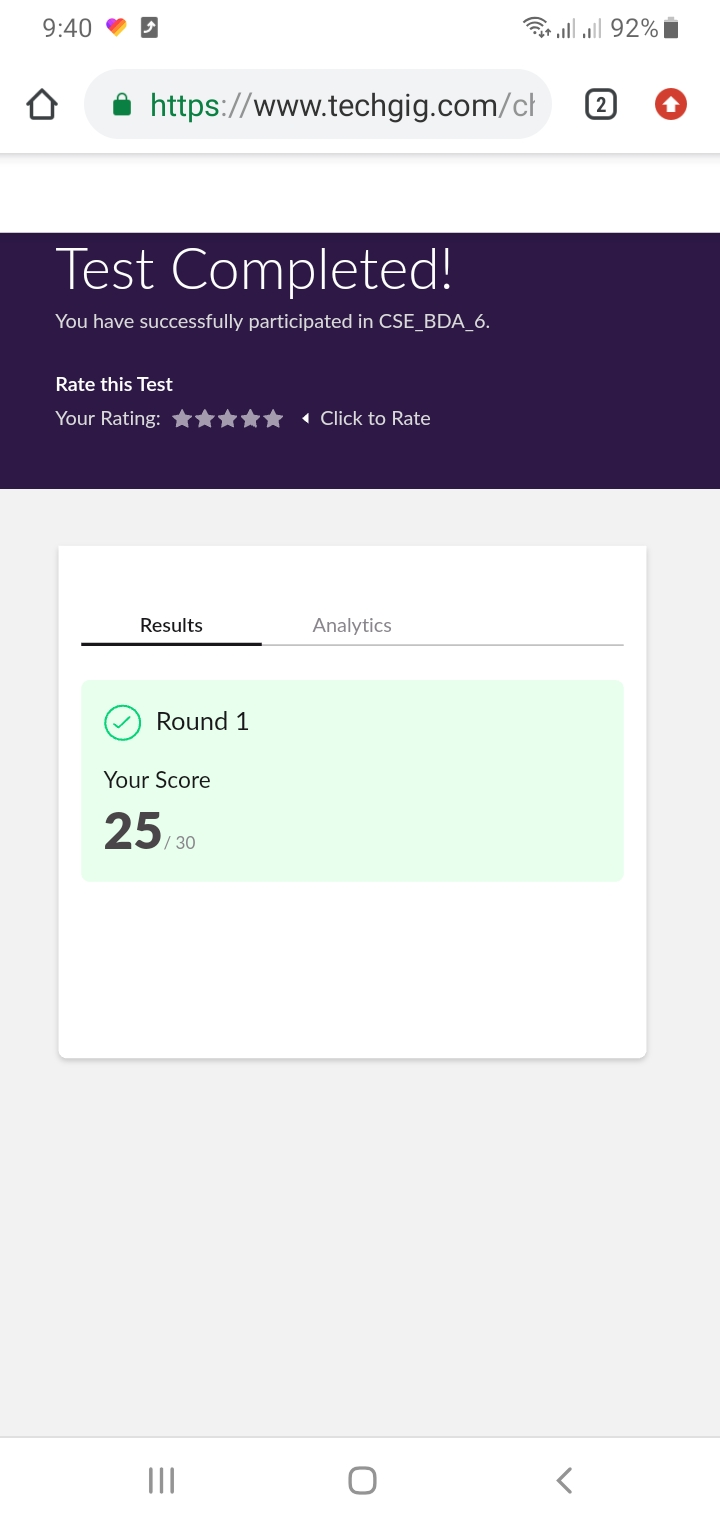 9:40 92%
https://www.techgig.com/ch
2
Test Completed!
You have successfully participated in CSE_BDA_6.
Rate this Test
Your Rating: Click to Rate
Results Analytics
Round 1
Your Score
25 / 30